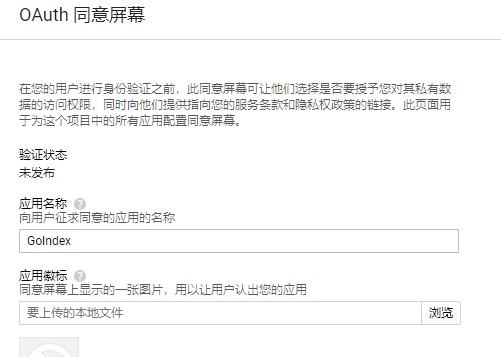 OAuth 同意屏幕
在您的用户进行身份验证之前，此同意屏幕可让他们选择是否要授予您对其私有数
据的访问权限，同时向他们提供指向您的服务条款和隐私权政策的链接。此页面用
于为这个项目中的所有应用配置同意屏幕。
验证状态
未发布
应用名称 ?
向用户征求同意的应用的名称
GoIndex
应用徽标 ?
同意屏幕上显示的一张图片，用以让用户认出您的应用
要上传的本地文件 浏览